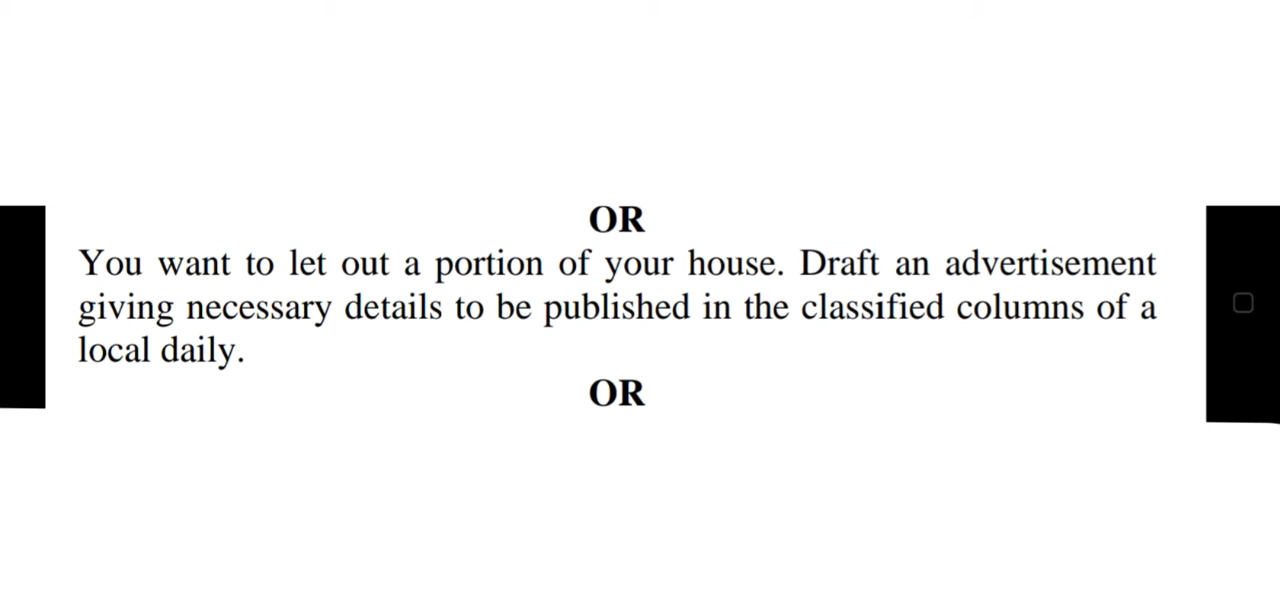 OR
You want to let out a portion of your house. Draft an advertisement
giving necessary details to be published in the classified columns of a
local daily.
OR